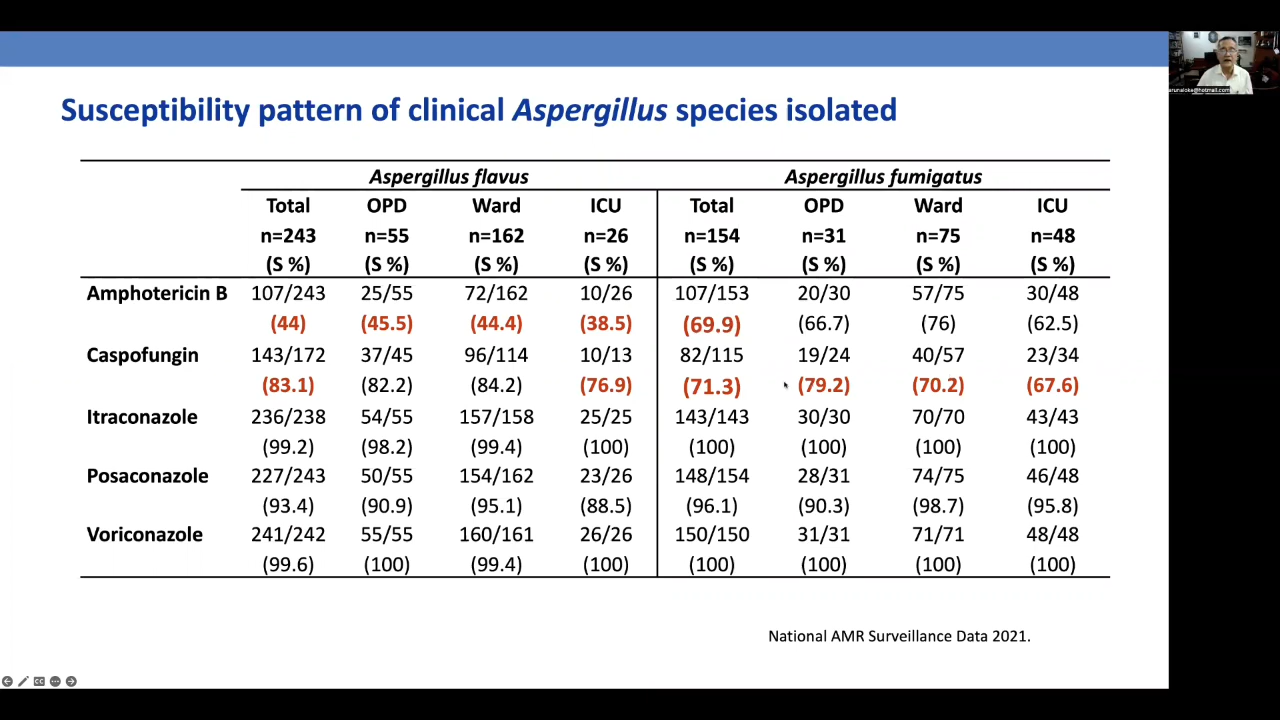 Susceptibility pattern of clinical Aspergillus species isolated
Aspergillus flavus Aspergillus fumigatus
Total OPD Ward ICU Total OPD Ward ICU
n=243 n=55 n=162 n=26 n=154 n=31 n=75 n=48
(S %) (S %) (S %) (S %) (S %) (S %) (S %) (S %)
Amphotericin B 107/243 25/55 72/162 10/26 107/153 20/30 57/75 30/48
(44) (45.5) (44.4) (38.5) (69.9) (66.7) (76) (62.5)
Caspofungin 143/172 37/45 96/114 10/13 82/115 19/24 40/57 23/34
(83.1) (82.2) (84.2) (76.9) (71.3) (79.2) (70.2) (67.6)
Itraconazole 236/238 54/55 157/158 25/25 143/143 30/30 70/70 43/43
(99.2) (98.2) (99.4) (100) (100) (100) (100) (100)
Posaconazole 227/243 50/55 154/162 23/26 148/154 28/31 74/75 46/48
(93.4) (90.9) (95.1) (88.5) (96.1) (90.3) (98.7) (95.8)
Voriconazole 241/242 55/55 160/161 26/26 150/150 31/31 71/71 48/48
(99.6) (100) (99.4) (100) (100) (100) (100) (100)
National AMR Surveillance Data 2021.
arunaloke@hotmail.com